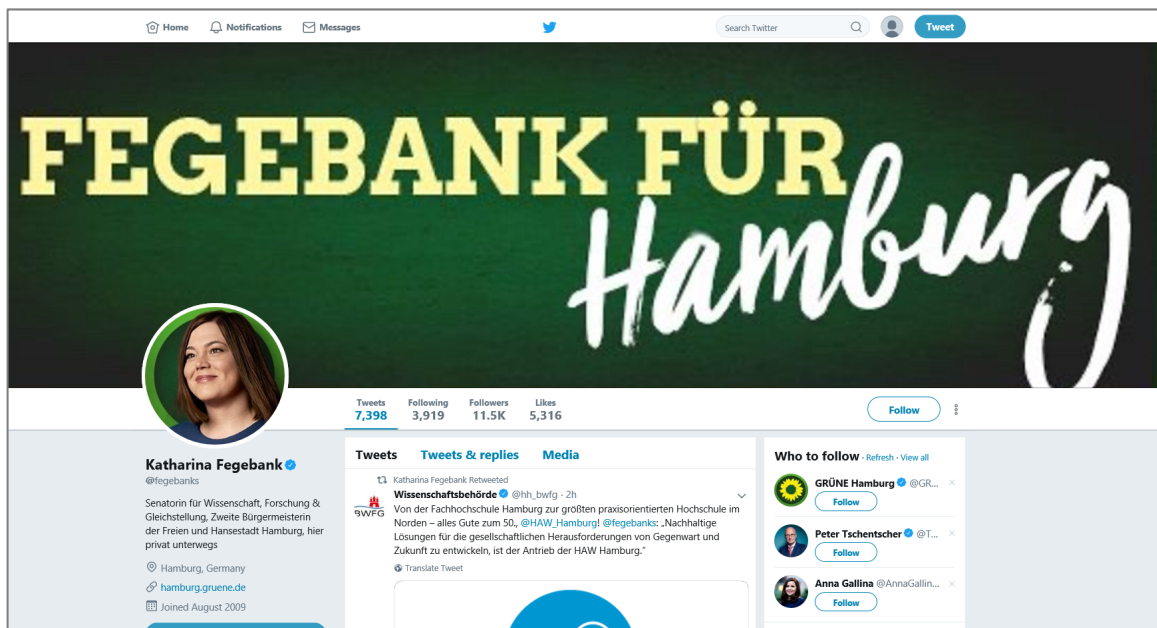 Home Notifications Messages Search Twitter Tweet
FEGEBANK FÜR
Hamburg
Tweets Following Followers Likes
7,398 3,919 11.5K 5,316
Follow
Katharina Fegebank
@fegebanks
Senatorin für Wissenschaft, Forschung &
Gleichstellung, Zweite Bürgermeisterin
der Freien und Hansestadt Hamburg, hier
privat unterwegs
Hamburg, Germany
hamburg.gruene.de
Joined August 2009
Tweets Tweets & replies Media
Katharina Fegebank Retweeted
BWFG
Wissenschaftsbehörde @hh_bwfg · 2h
Von der Fachhochschule Hamburg zur größten praxisorientierten Hochschule im
Norden – alles Gute zum 50., @HAW_Hamburg! @fegebanks: „Nachhaltige
Lösungen für die gesellschaftlichen Herausforderungen von Gegenwart und
Zukunft zu entwickeln, ist der Antrieb der HAW Hamburg.“
Translate Tweet
Who to follow · Refresh · View all
GRÜNE Hamburg @GR...
Follow
Peter Tschentscher @T...
Follow
Anna Gallina @AnnaGallin...
Follow